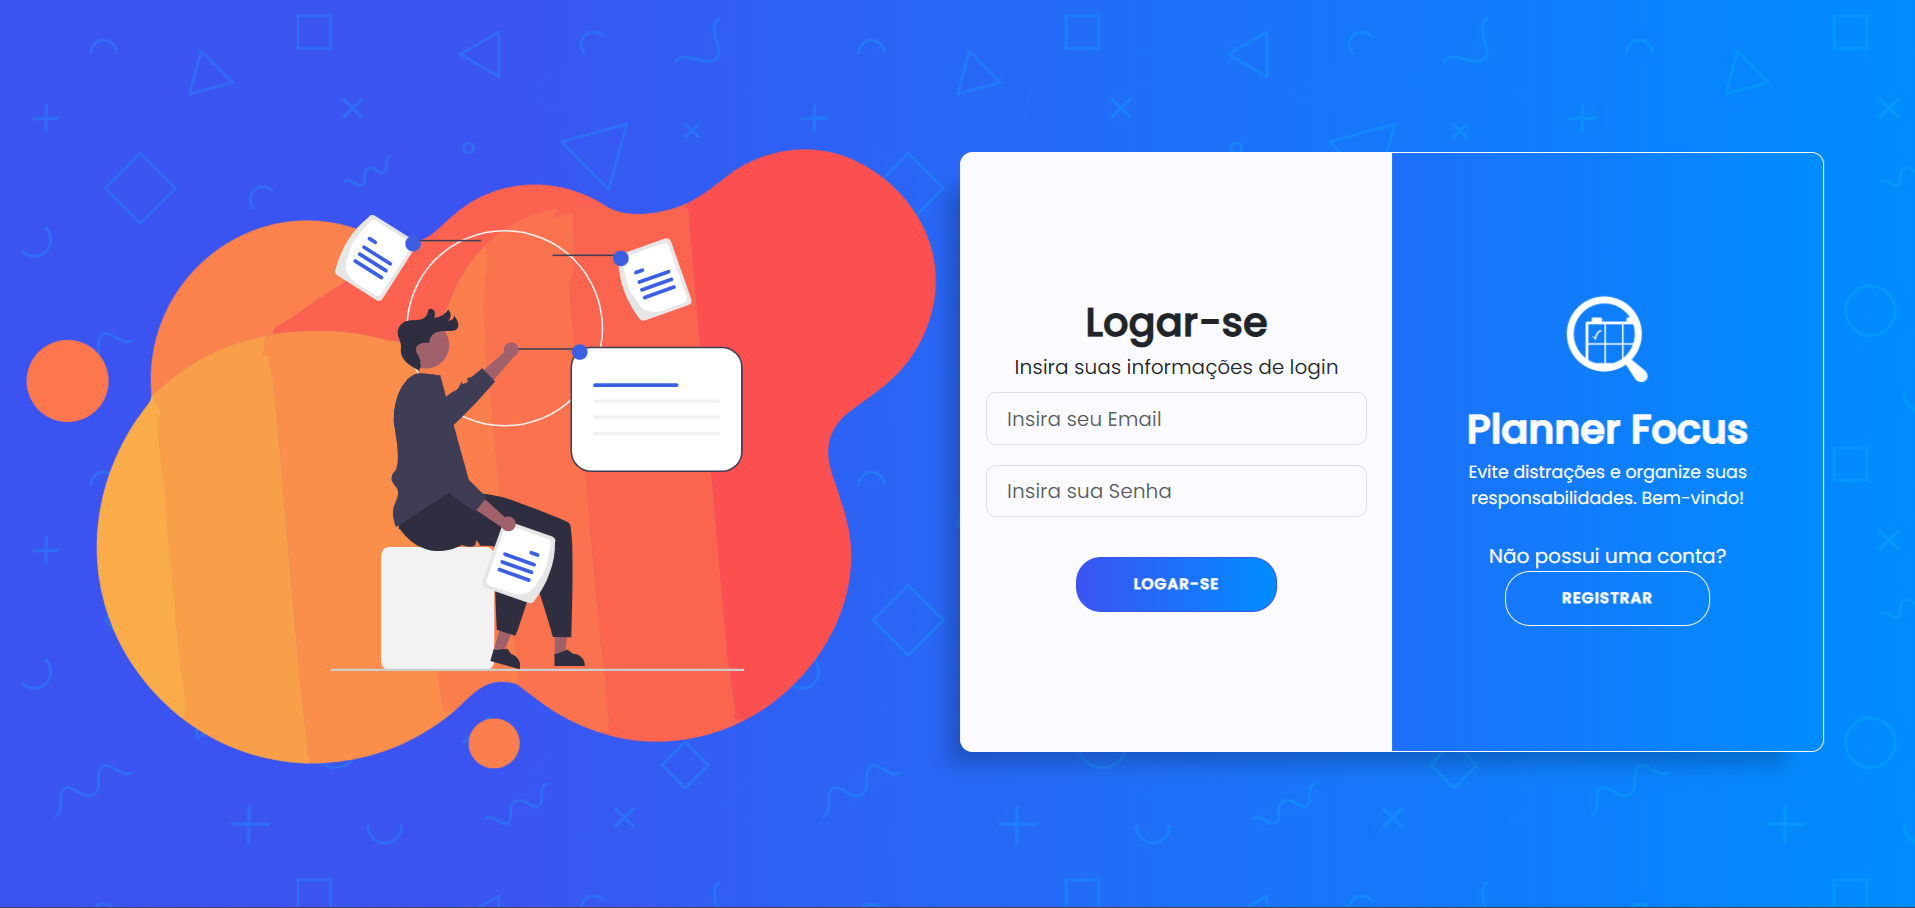 Logar-se
Insira suas informações de login
Insira seu Email
Insira sua Senha
LOGAR-SE
Planner Focus
Evite distrações e organize suas
responsabilidades. Bem-vindo!
Não possui uma conta?
REGISTRAR